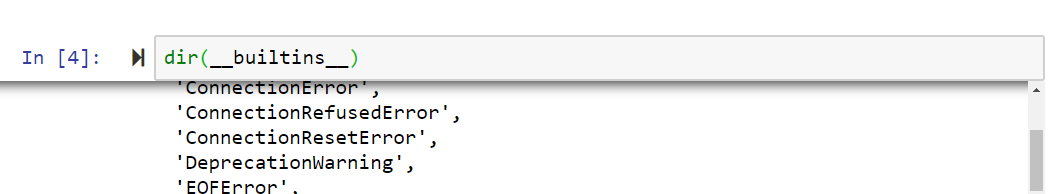 In [4]: dir(__builtins__)
'ConnectionError',
'ConnectionRefusedError',
'ConnectionResetError',
'DeprecationWarning',
'EOFError',